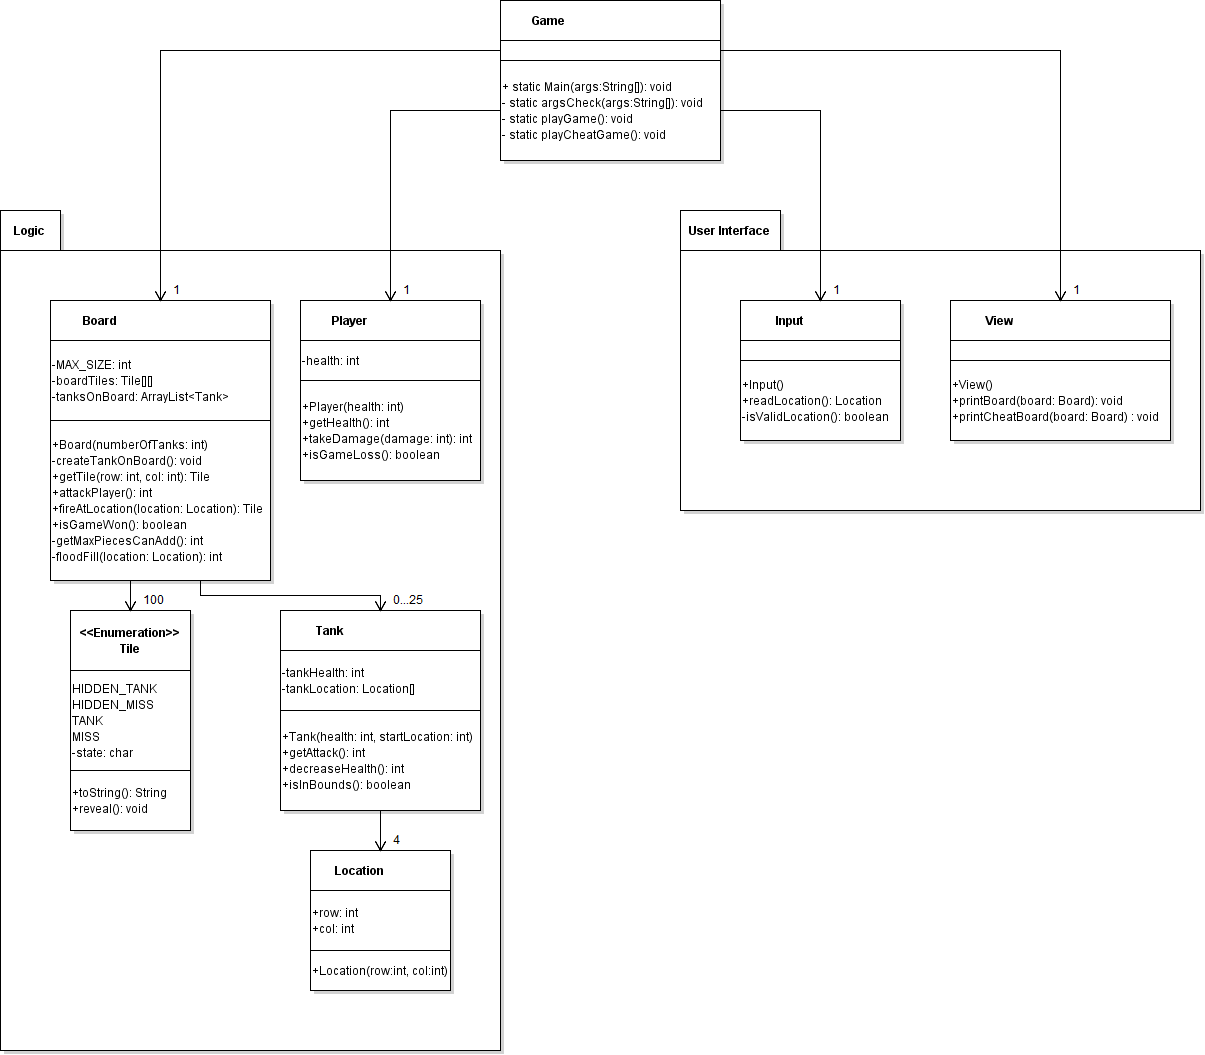 Game
+ static Main(args:String[]): void
- static argsCheck(args:String[]): void
- static playGame(): void
- static playCheatGame(): void
Logic
User Interface
1
1
1
1
Board
-MAX_SIZE: int
-boardTiles: Tile[][]
-tanksOnBoard: ArrayList<Tank>
+Board(numberOfTanks: int)
-createTankOnBoard(): void
+getTile(row: int, col: int): Tile
+attackPlayer(): int
+fireAtLocation(location: Location): Tile
+isGameWon(): boolean
-getMaxPiecesCanAdd(): int
-floodFill(location: Location): int
Player
-health: int
+Player(health: int)
+getHealth(): int
+takeDamage(damage: int): int
+isGameLoss(): boolean
Input
+Input()
+readLocation(): Location
-isValidLocation(): boolean
View
+View()
+printBoard(board: Board): void
+printCheatBoard(board: Board) : void
100
0...25
<<Enumeration>>
Tile
HIDDEN_TANK
HIDDEN_MISS
TANK
MISS
-state: char
+toString(): String
+reveal(): void
Tank
-tankHealth: int
-tankLocation: Location[]
+Tank(health: int, startLocation: int)
+getAttack(): int
+decreaseHealth(): int
+isInBounds(): boolean
4
Location
+row: int
+col: int
+Location(row:int, col:int)